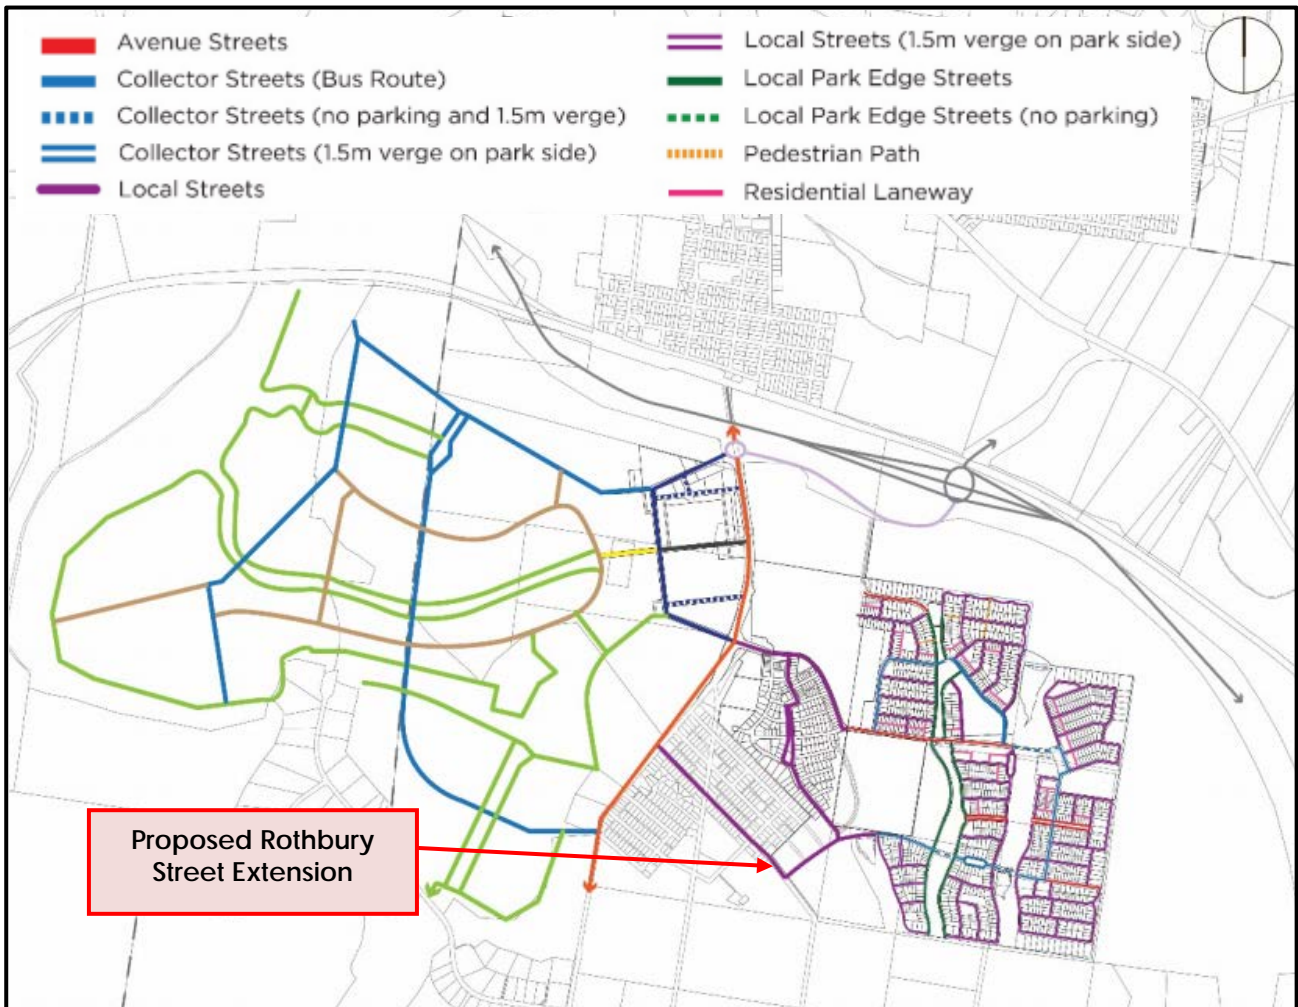 Avenue Streets
Collector Streets (Bus Route)
Collector Streets (no parking and 1.5m verge)
Collector Streets (1.5m verge on park side)
Local Streets
Local Streets (1.5m verge on park side)
Local Park Edge Streets
Local Park Edge Streets (no parking)
Pedestrian Path
Residential Laneway
Proposed Rothbury
Street Extension